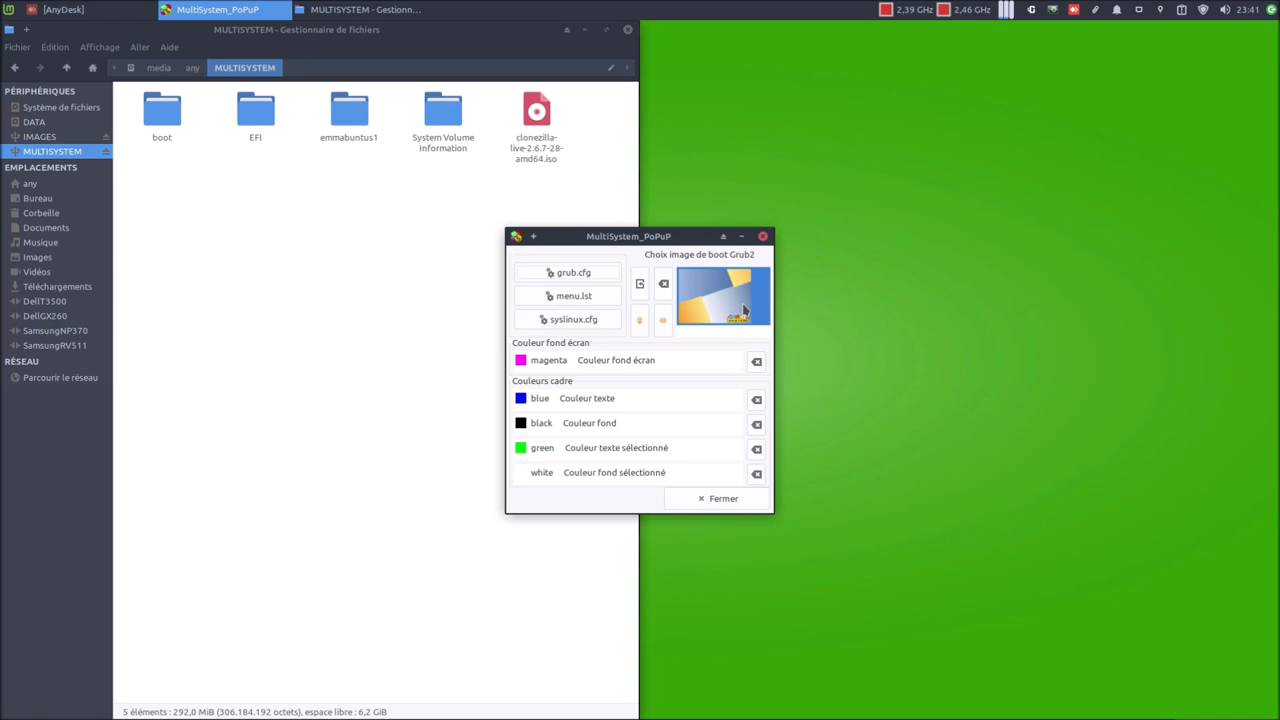 [AnyDesk]
MultiSystem_PoPuP
MULTISYSTEM - Gestionn...
2,39 GHz
2,46 GHz
23:41
MULTISYSTEM - Gestionnaire de fichiers
Fichier Édition Affichage Aller Aide
media any MULTISYSTEM
PÉRIPHÉRIQUES
Système de fichiers
DATA
IMAGES
MULTISYSTEM
EMPLACEMENTS
any
Bureau
Corbeille
Documents
Musique
Images
Vidéos
Téléchargements
DellT3500
DellGX260
SamsungNP370
SamsungRV511
RÉSEAU
Parcourir le réseau
boot
EFI
emmabuntus1
System Volume
Information
clonezilla-
live-2.6.7-28-
amd64.iso
MultiSystem_PoPuP
Choix image de boot Grub2
grub.cfg
menu.lst
syslinux.cfg
Couleur fond écran
magenta Couleur fond écran
Couleurs cadre
blue Couleur texte
black Couleur fond
green Couleur texte sélectionné
white Couleur fond sélectionné
Fermer
5 éléments : 292,0 MiB (306.184.192 octets), espace libre : 6,2 GiB